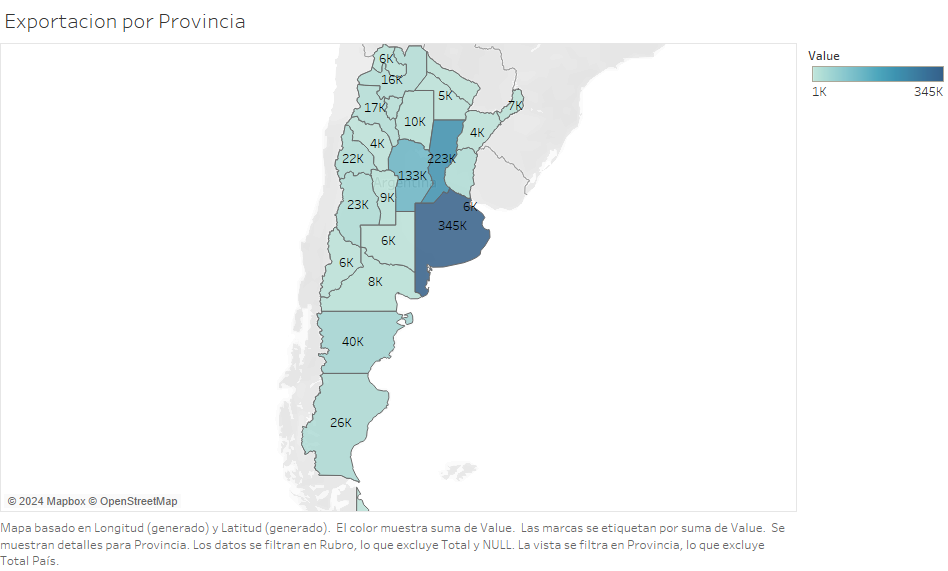 Exportacion por Provincia
Value
1K 345K
6K
16K
5K
17K
7K
10K
4K
4K
22K
223K
133K
9K
23K
6K
345K
6K
6K
8K
40K
26K
© 2024 Mapbox © OpenStreetMap
Mapa basado en Longitud (generado) y Latitud (generado). El color muestra suma de Value. Las marcas se etiquetan por suma de Value. Se
muestran detalles para Provincia. Los datos se filtran en Rubro, lo que excluye Total y NULL. La vista se filtra en Provincia, lo que excluye
Total País.